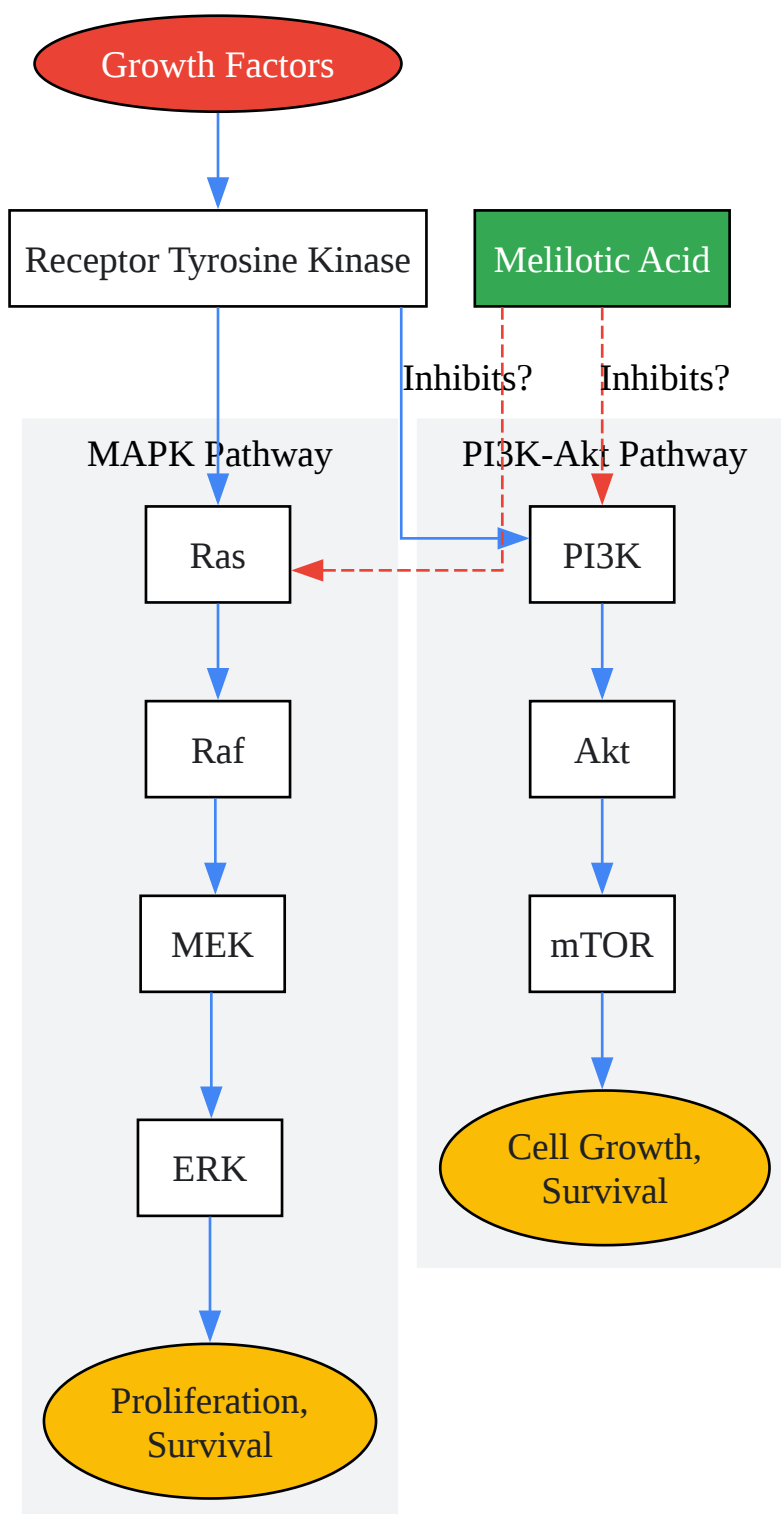 Growth Factors
Receptor Tyrosine Kinase
Melilotic Acid
Inhibits?
Inhibits?
MAPK Pathway
PI3K-Akt Pathway
Ras
PI3K
Raf
Akt
MEK
mTOR
ERK
Cell Growth,
Survival
Proliferation,
Survival